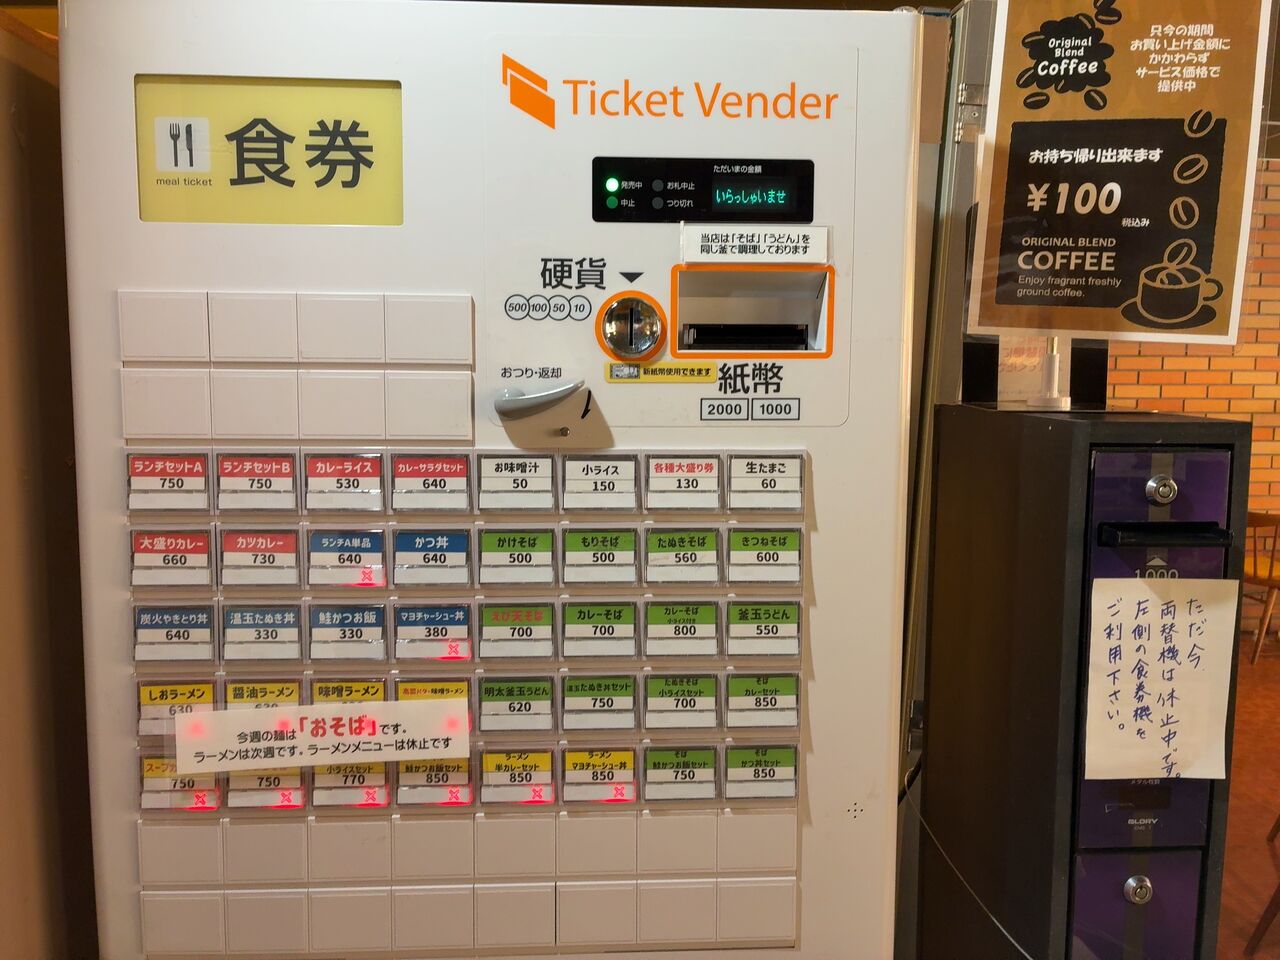 食券
meal ticket
Ticket Vender
ただいまの金額
発売中
お札中止
中止
つり切れ
いらっしゃいませ
当店は「そば」「うどん」を
同じ釜で調理しております
硬貨
500 100 50 10
おつり・返却
新紙幣使用できます
紙幣
2000 1000
ランチセットA
750
ランチセットB
750
カレーライス
530
カレーサラダセット
640
お味噌汁
50
小ライス
150
各種大盛り券
130
生たまご
60
大盛りカレー
660
カツカレー
730
ランチA単品
640
かつ丼
640
かけそば
500
もりそば
500
たぬきそば
560
きつねそば
600
炭火やきとり丼
640
温玉たぬき丼
330
鮭かつお飯
330
マヨチャーシュー丼
380
えび天そば
700
カレーそば
700
カレーそば
小ライス付き
800
釜玉うどん
550
しおラーメン
630
醤油ラーメン
630
味噌ラーメン
明太釜玉うどん
620
温玉たぬき丼セット
750
たぬきそば
小ライスセット
700
そば
カレーセット
850
今週の麺は「おそば」です。
ラーメンは次週です。ラーメンメニューは休止です
750
750
小ライスセット
770
鮭かつお飯セット
850
ラーメン
半カレーセット
850
ラーメン
マヨチャーシュー丼
850
そば
鮭かつお飯セット
750
そば
かつ丼セット
850
Original
Blend
Coffee
只今の期間
お買い上げ金額に
かかわらず
サービス価格で
提供中
お持ち帰り出来ます
¥100
税込み
ORIGINAL BLEND
COFFEE
Enjoy fragrant freshly
ground coffee.
1,000
ただ今、
両替機は休止中です。
左側の食券機を
ご利用下さい。
GLORY